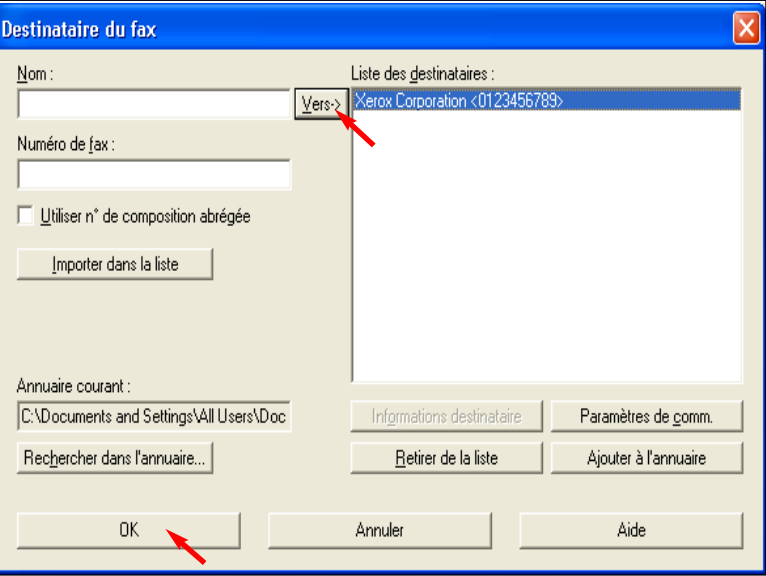 Destinataire du fax
Nom :
Liste des destinataires :
Vers->
Xerox Corporation <0123456789>
Numéro de fax :
Utiliser n° de composition abrégée
Importer dans la liste
Annuaire courant :
C:\Documents and Settings\All Users\Doc
Informations destinataire
Paramètres de comm.
Rechercher dans l'annuaire...
Retirer de la liste
Ajouter à l'annuaire
OK
Annuler
Aide